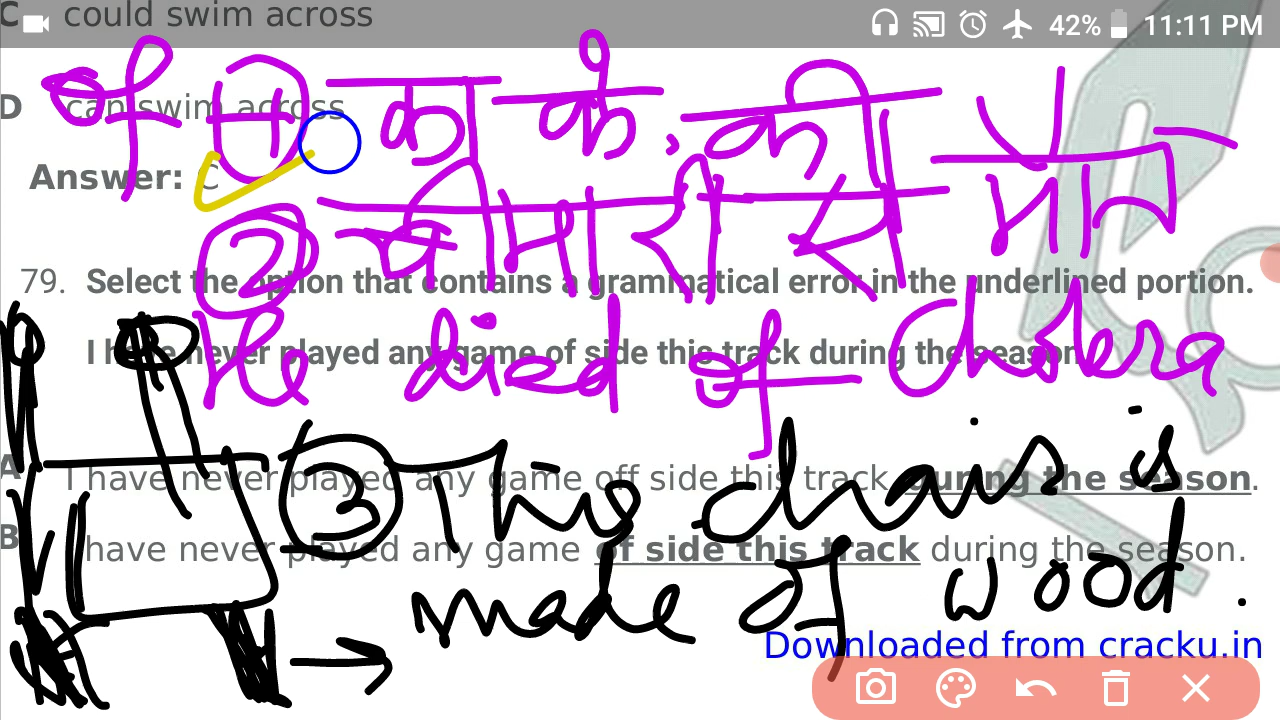 C could swim across
42% 11:11 PM
of ① का के, की
D can swim across
Answer: C
② बीमारी से
79. Select the option that contains a grammatical error in the underlined portion.
He died of Cholera
I have never played any game of side this track during the season.
③ This chair is
A I have never played any game off side this track during the season.
B I have never played any game of side this track during the season.
→ made of wood.
Downloaded from cracku.in